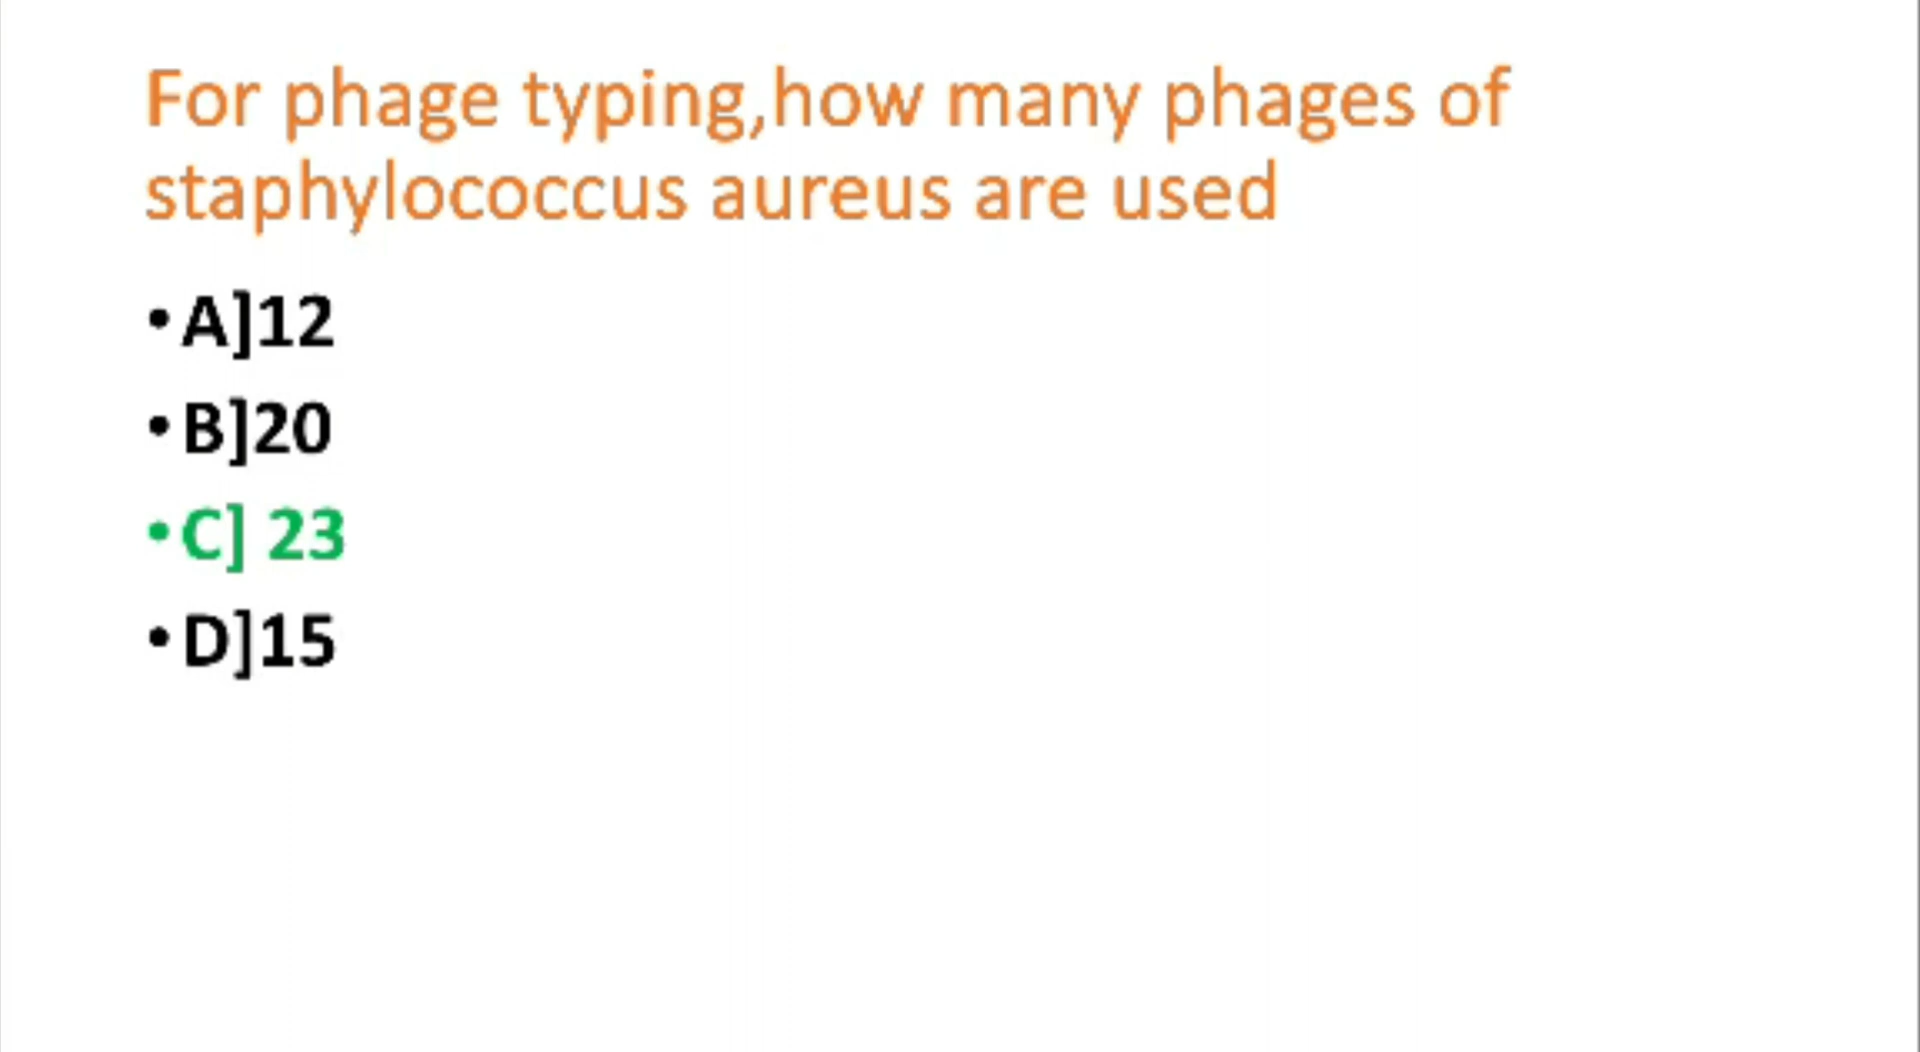 For phage typing,how many phages of
staphylococcus aureus are used
• A]12
• B]20
• C] 23
• D]15